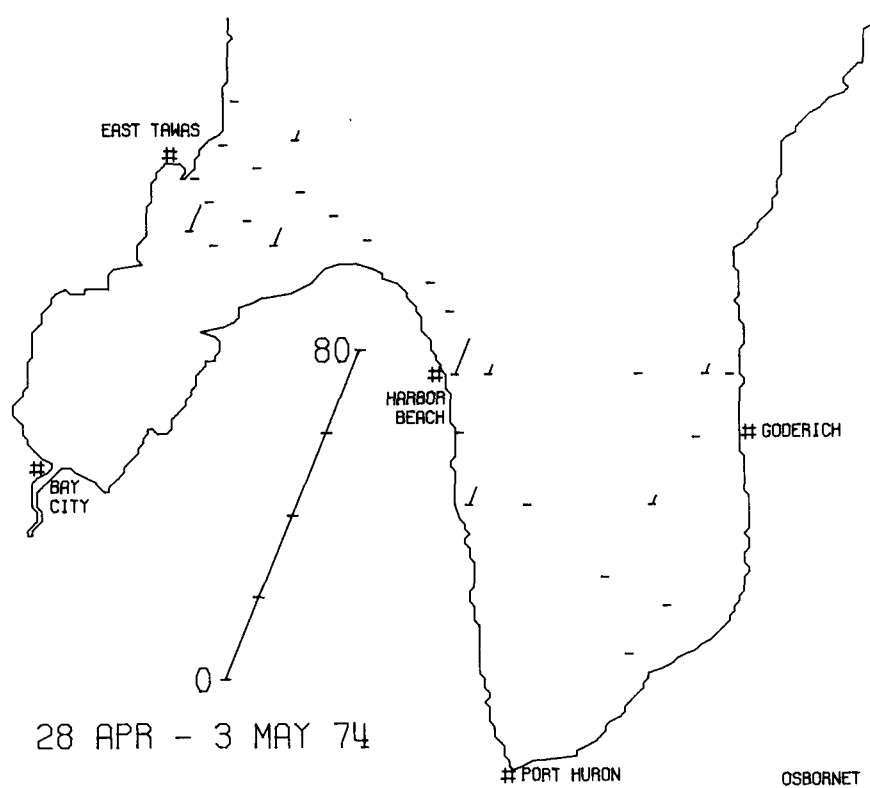 EAST TAWAS
80
HARBOR
BEACH
GODERICH
BAY
CITY
0
28 APR - 3 MAY 74
PORT HURON
OSBORNET